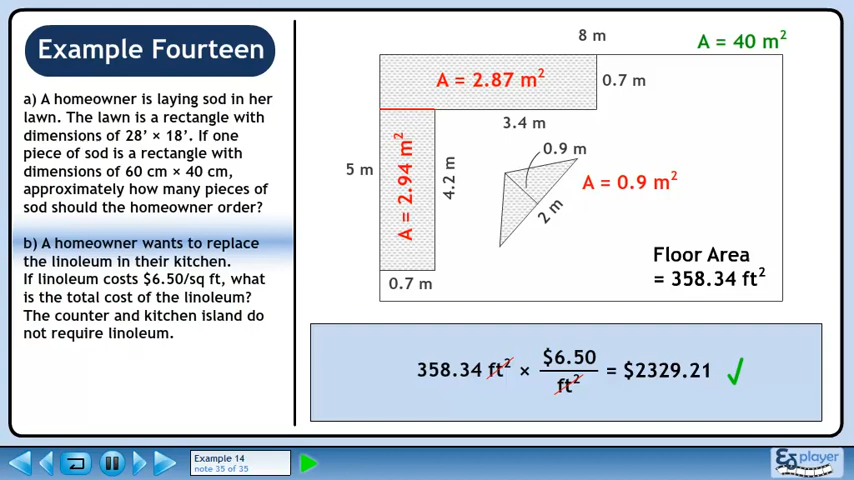 Example Fourteen
a) A homeowner is laying sod in her
lawn. The lawn is a rectangle with
dimensions of 28’ × 18’. If one
piece of sod is a rectangle with
dimensions of 60 cm × 40 cm,
approximately how many pieces of
sod should the homeowner order?
b) A homeowner wants to replace
the linoleum in their kitchen.
If linoleum costs $6.50/sq ft, what
is the total cost of the linoleum?
The counter and kitchen island do
not require linoleum.
8 m
A = 40 m²
A = 2.87 m²
0.7 m
3.4 m
5 m
A = 2.94 m²
4.2 m
0.9 m
A = 0.9 m²
2 m
0.7 m
Floor Area
= 358.34 ft²
358.34 ft² × $6.50/ft² = $2329.21 ✓
Example 14
note 35 of 35
player